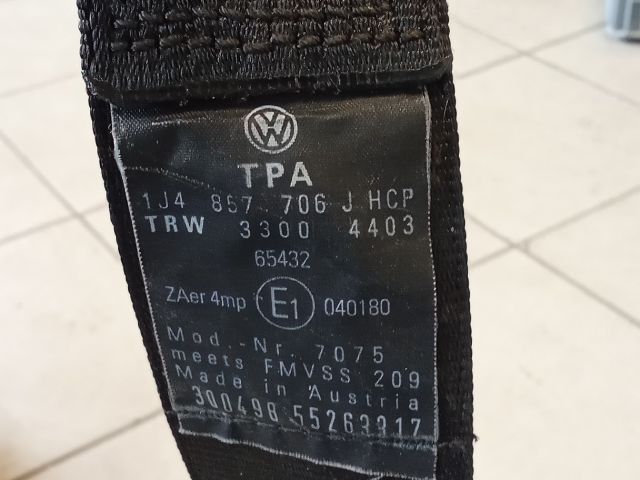 VW
TPA
1J4 857 706 J HCP
TRW 3300 4403
65432
ZAer 4mp E1 040180
Mod.-Nr. 7075
meets FMVSS 209
Made in Austria
300498 55263317